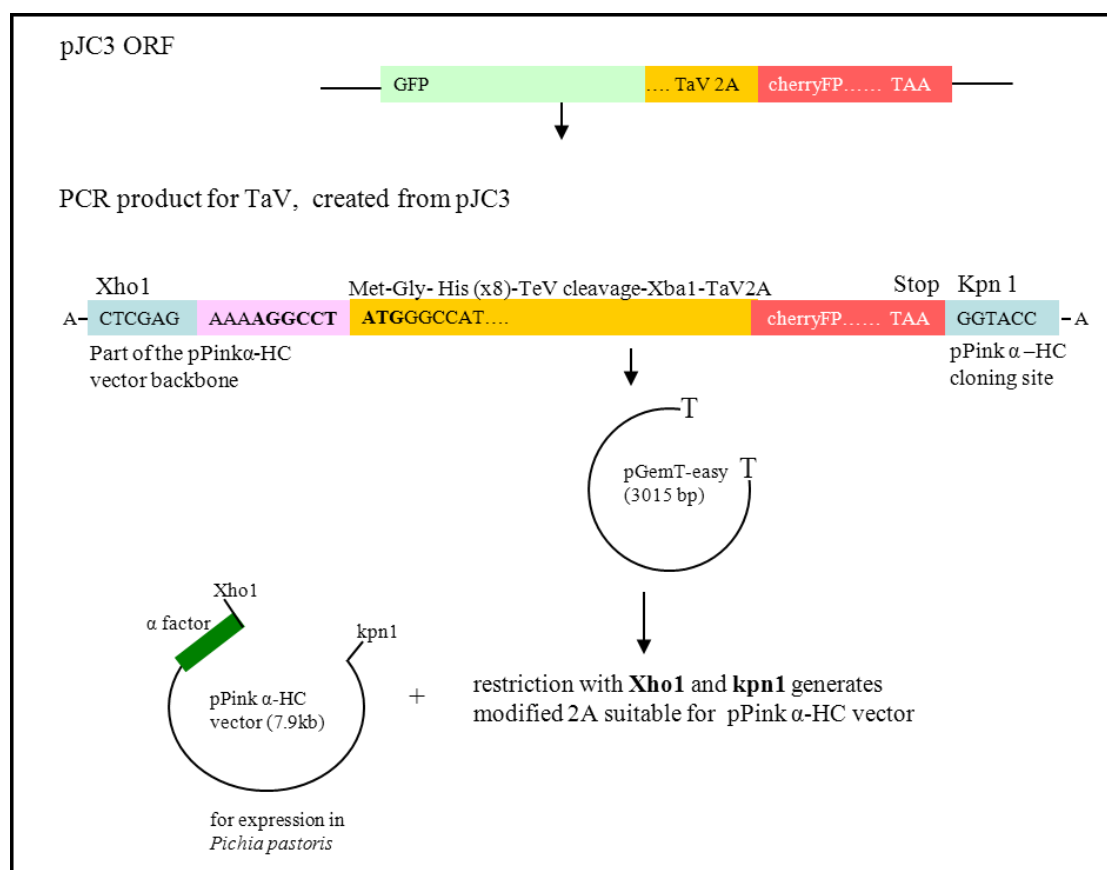 pJC3 ORF
GFP
.... TaV 2A
cherryFP...... TAA
PCR product for TaV, created from pJC3
Xho1
Met-Gly- His (x8)-TeV cleavage-Xba1-TaV2A
Stop
Kpn 1
A
CTCGAG
AAAAGGCCT
ATGGGCCAT....
cherryFP...... TAA
GGTACC
- A
Part of the pPinkα-HC
vector backbone
pPink α –HC
cloning site
T
T
pGemT-easy
(3015 bp)
Xho1
α factor
kpn1
pPink α-HC
vector (7.9kb)
+
restriction with Xho1 and kpn1 generates
modified 2A suitable for pPink α-HC vector
for expression in
Pichia pastoris